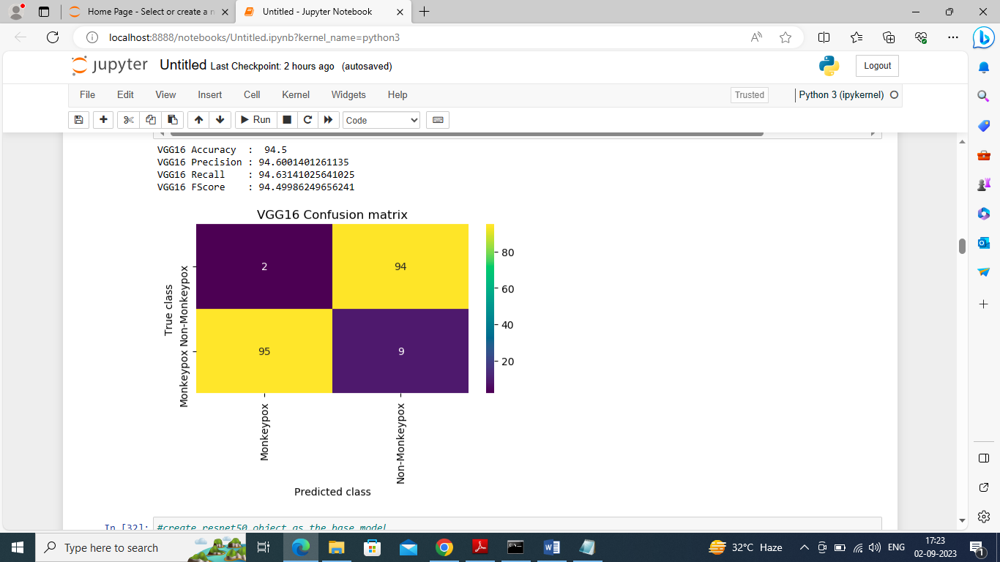 Home Page - Select or create a n
Untitled - Jupyter Notebook
localhost:8888/notebooks/Untitled.ipynb?kernel_name=python3
jupyter Untitled Last Checkpoint: 2 hours ago (autosaved)
Logout
File Edit View Insert Cell Kernel Widgets Help
Trusted
Python 3 (ipykernel)
Run
Code
VGG16 Accuracy : 94.5
VGG16 Precision : 94.6001401261135
VGG16 Recall : 94.63141025641025
VGG16 FScore : 94.49986249656241
VGG16 Confusion matrix
2 94
95 9
80
60
40
20
True class
Monkeypox Non-Monkeypox
Monkeypox
Non-Monkeypox
Predicted class
In [32]: #create resnet50 object as the base model
Type here to search
32°C Haze
ENG
17:23
02-09-2023
1